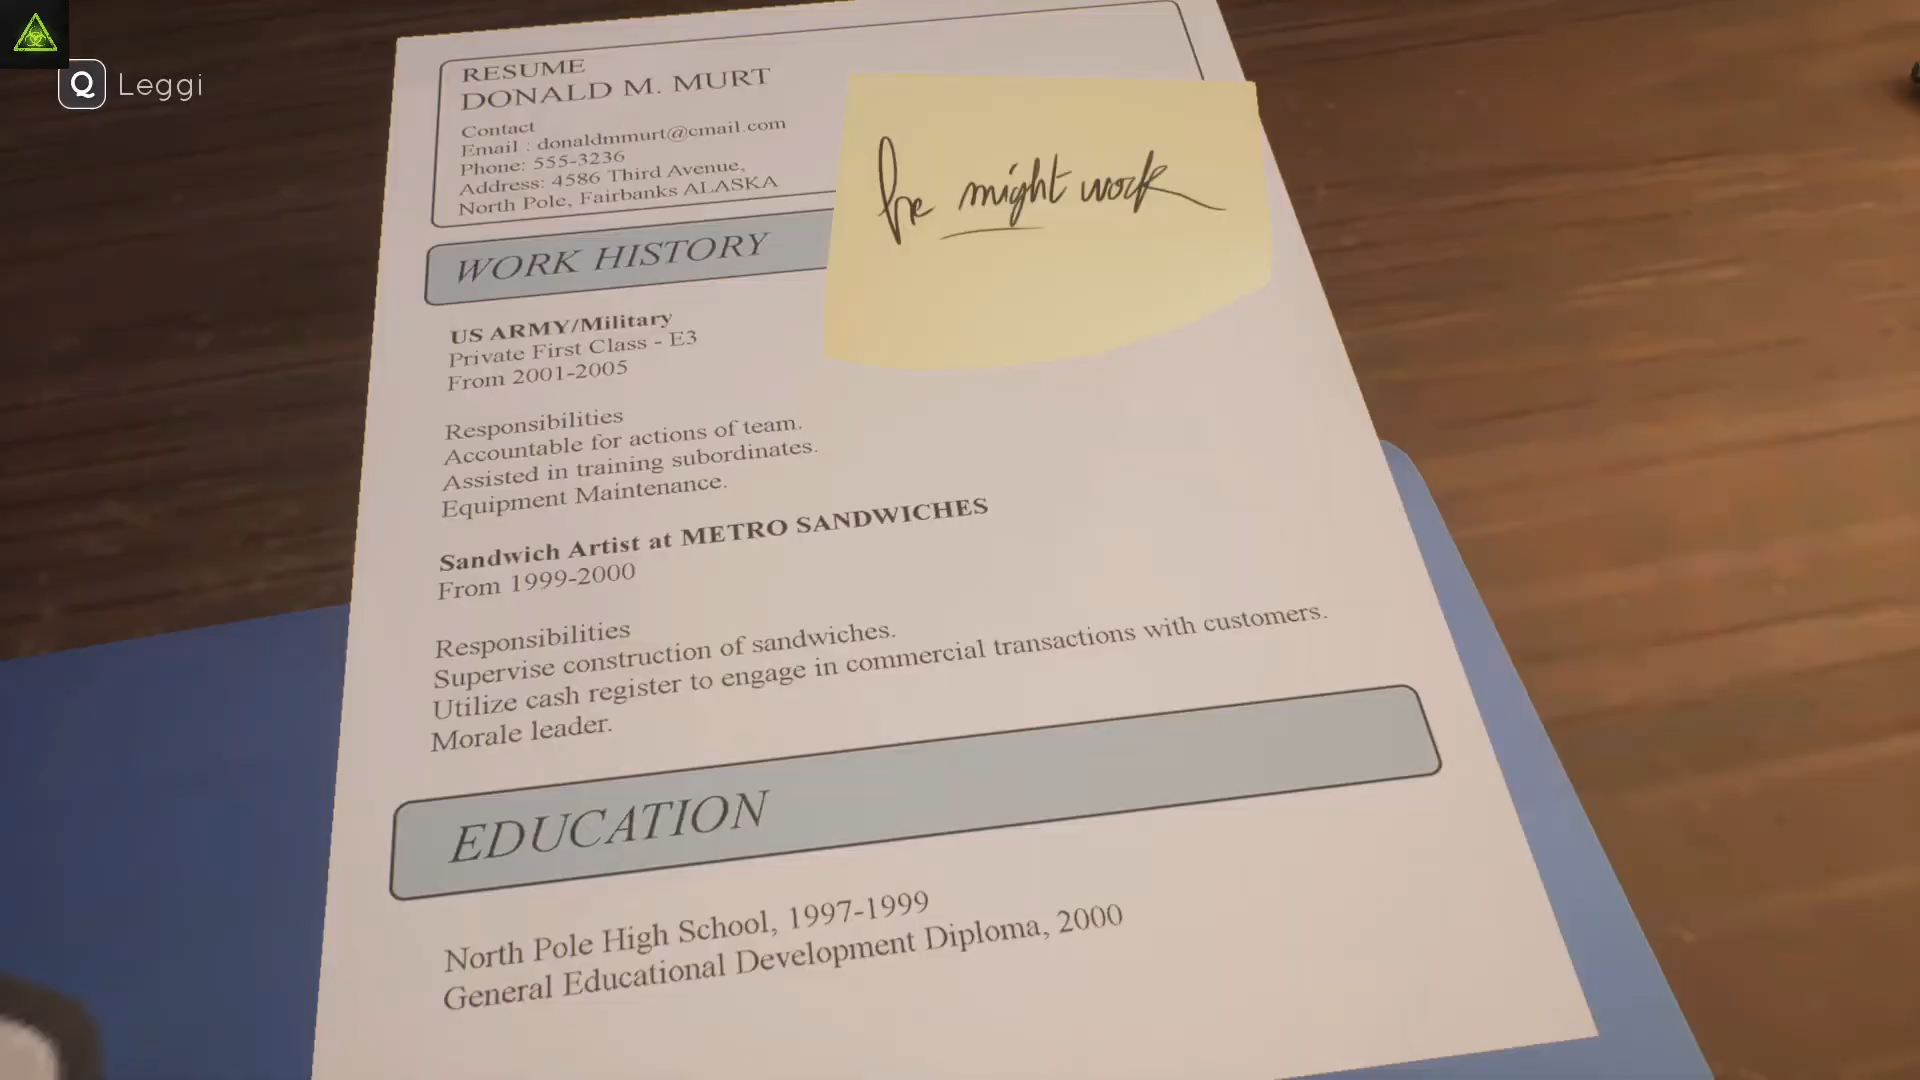 Q Leggi
RESUME
DONALD M. MURT
Contact
Email : donaldmmurt@cmail.com
Phone: 555-3236
Address: 4586 Third Avenue,
North Pole, Fairbanks ALASKA
he might work
WORK HISTORY
US ARMY/Military
Private First Class - E3
From 2001-2005
Responsibilities
Accountable for actions of team.
Assisted in training subordinates.
Equipment Maintenance.
Sandwich Artist at METRO SANDWICHES
From 1999-2000
Responsibilities
Supervise construction of sandwiches.
Utilize cash register to engage in commercial transactions with customers.
Morale leader.
EDUCATION
North Pole High School, 1997-1999
General Educational Development Diploma, 2000